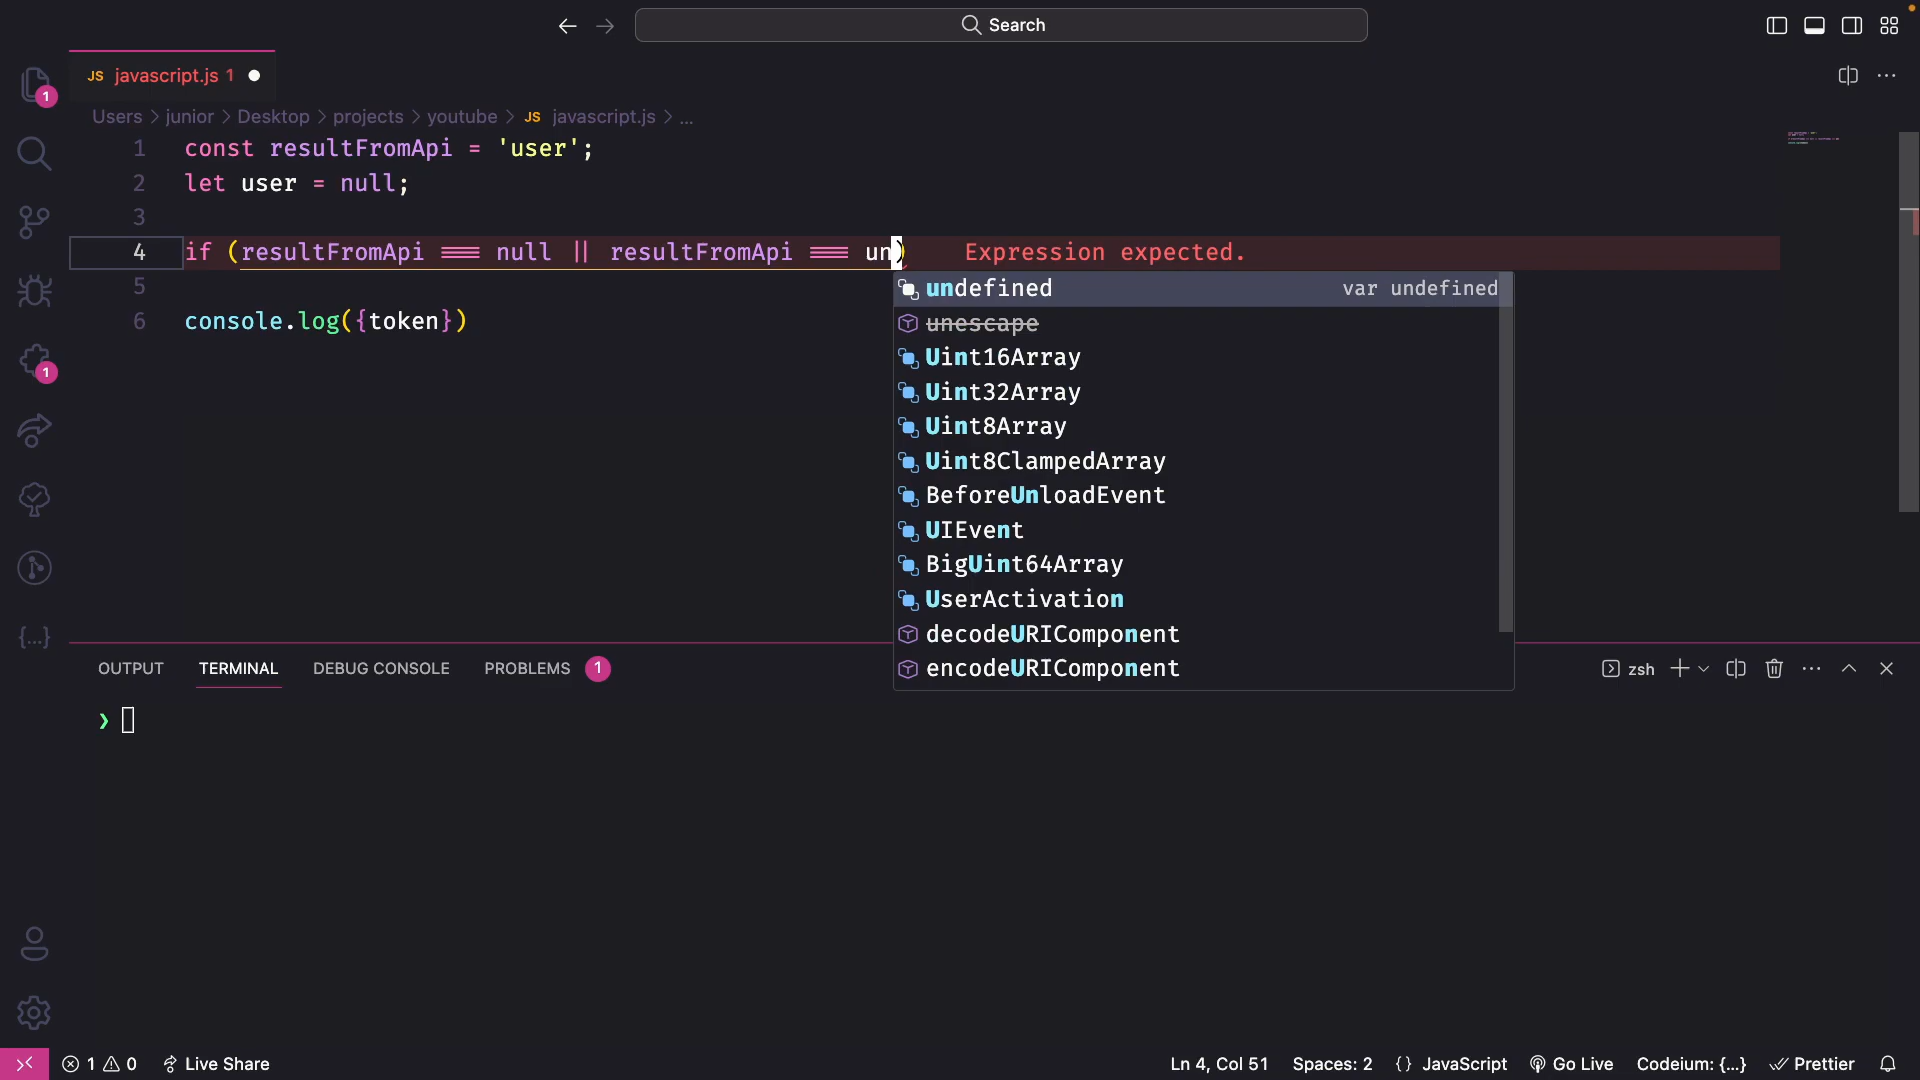 Search
JS javascript.js 1
1
Users > junior > Desktop > projects > youtube > JS javascript.js > ...
1 const resultFromApi = 'user';
2 let user = null;
3
4 if (resultFromApi === null || resultFromApi === un) Expression expected.
5
6 console.log({token})
undefined var undefined
unescape
Uint16Array
Uint32Array
Uint8Array
Uint8ClampedArray
BeforeUnloadEvent
UIEvent
BigUint64Array
UserActivation
decodeURIComponent
encodeURIComponent
1
{...}
OUTPUT TERMINAL DEBUG CONSOLE PROBLEMS 1 zsh
❯
1 0 Live Share Ln 4, Col 51 Spaces: 2 {} JavaScript Go Live Codeium: {...} Prettier